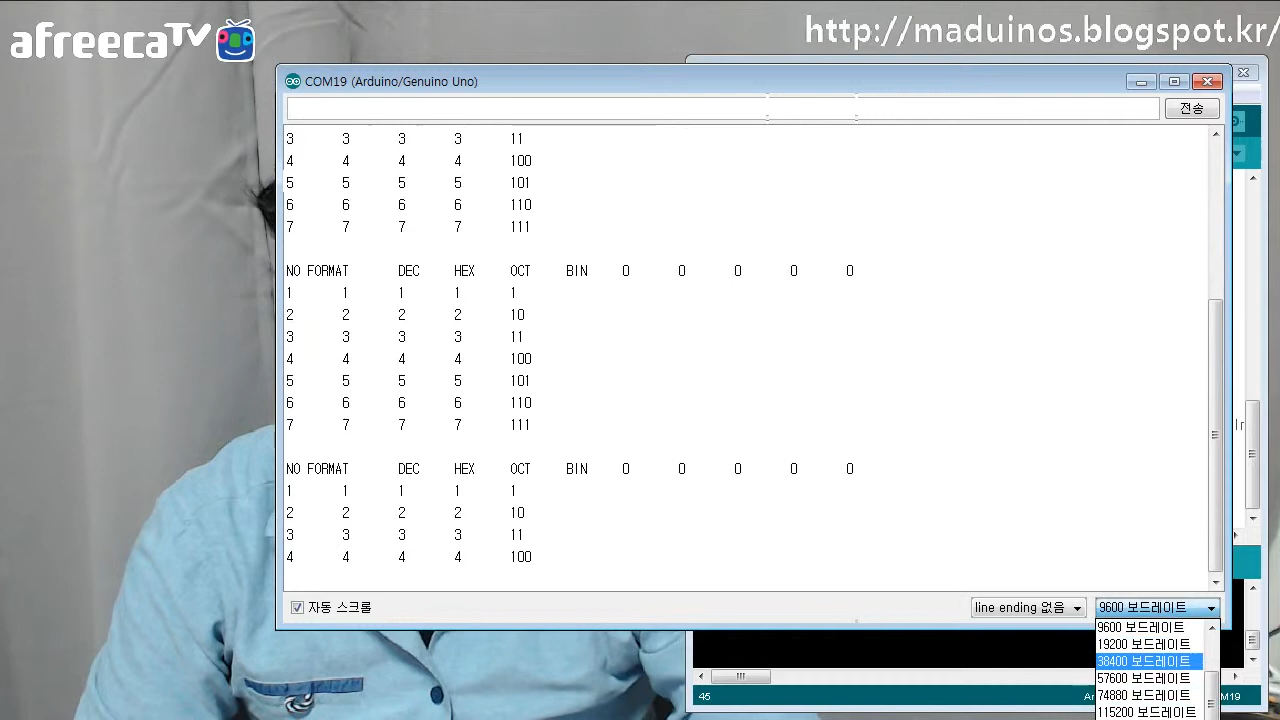 afreecaTV
http://maduinos.blogspot.kr/
COM19 (Arduino/Genuino Uno)
전송
3 3 3 3 11
4 4 4 4 100
5 5 5 5 101
6 6 6 6 110
7 7 7 7 111
NO FORMAT DEC HEX OCT BIN 0 0 0 0 0
1 1 1 1 1
2 2 2 2 10
3 3 3 3 11
4 4 4 4 100
5 5 5 5 101
6 6 6 6 110
7 7 7 7 111
NO FORMAT DEC HEX OCT BIN 0 0 0 0 0
1 1 1 1 1
2 2 2 2 10
3 3 3 3 11
4 4 4 4 100
자동 스크롤
line ending 없음
9600 보드레이트
9600 보드레이트
19200 보드레이트
38400 보드레이트
57600 보드레이트
74880 보드레이트
115200 보드레이트
45